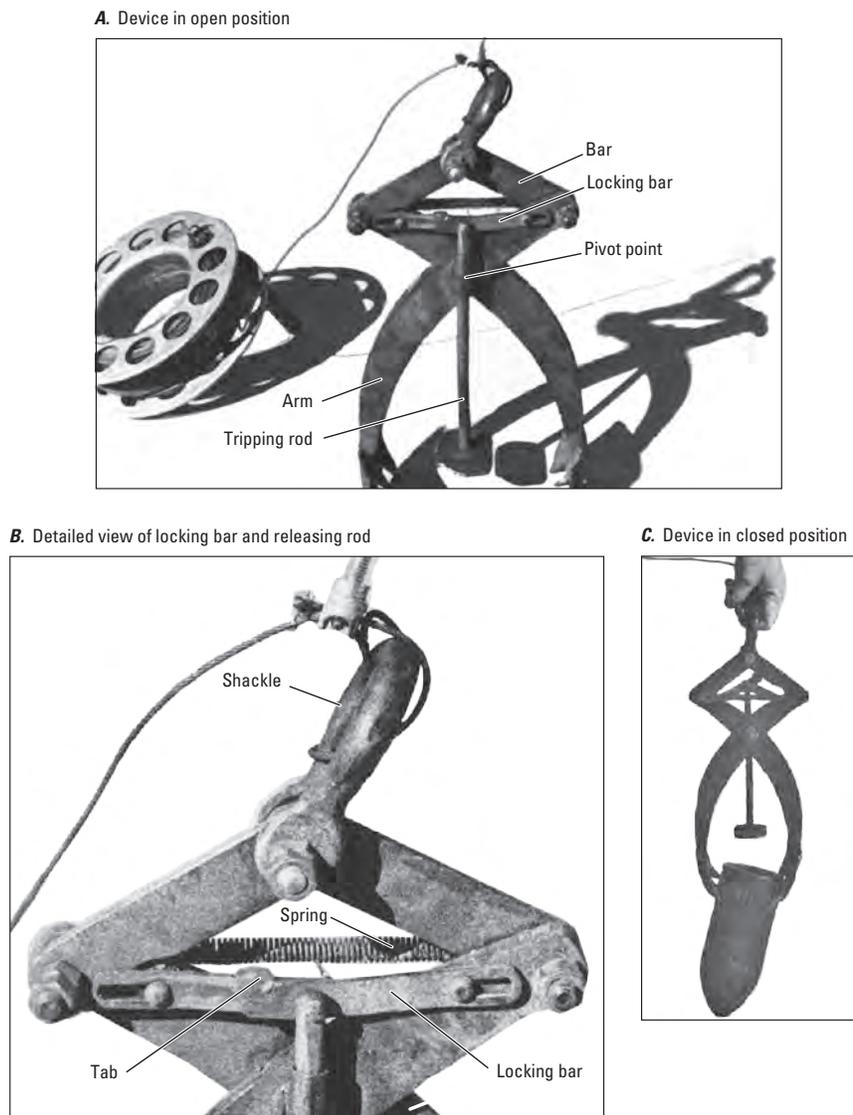 A. Device in open position
Bar
Locking bar
Pivot point
Arm
Tripping rod
B. Detailed view of locking bar and releasing rod
Shackle
Spring
Tab
Locking bar
C. Device in closed position